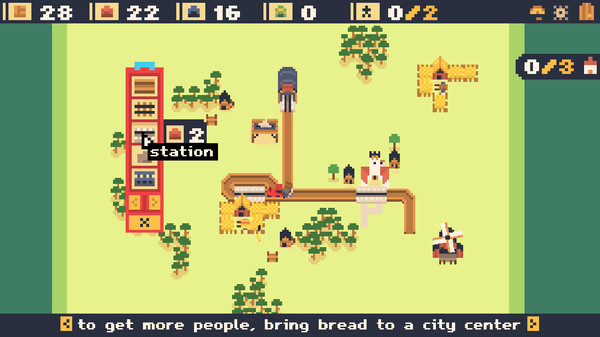 28 22 16 0 0/2
0/3
2
station
to get more people, bring bread to a city center